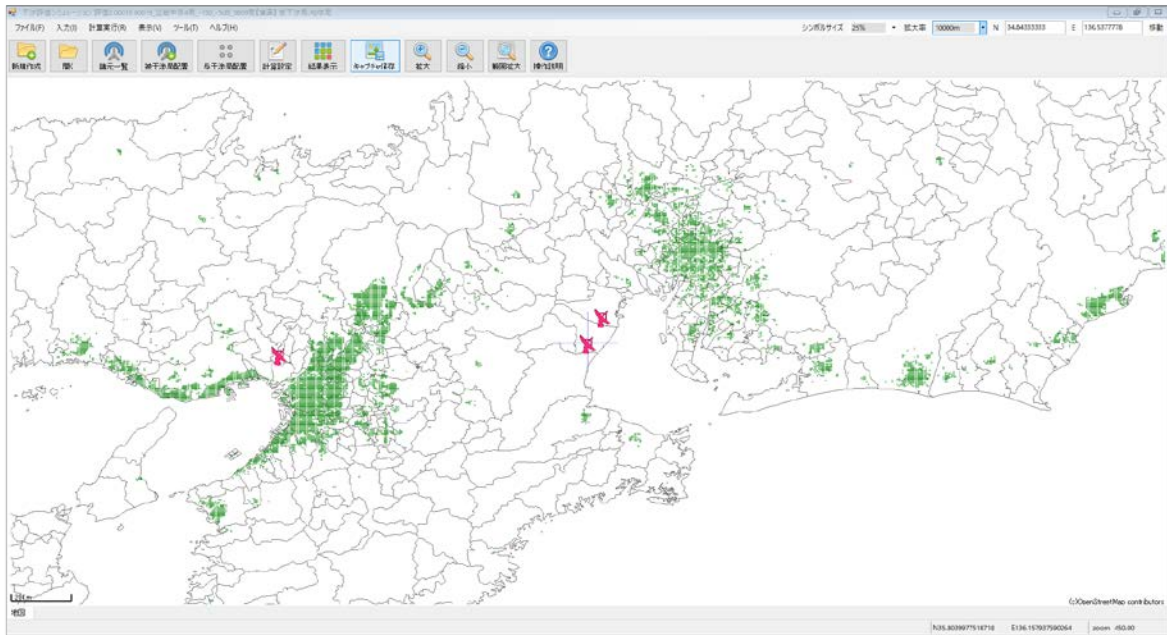 ファイル(F) 入力(I) 計算実行(R) 表示(V) ツール(T) ヘルプ(H) シンボルサイズ 25% 拡大率 10000m N 34.84333333 E 136.5377778 移動
新規作成 開く 諸元一覧 被干渉局配置 与干渉局配置 計算設定 結果表示 キャプチャ保存 拡大 縮小 範囲拡大 操作説明
(c)OpenStreetMap contributors
地図
E136.157937590264 zoom 450.00